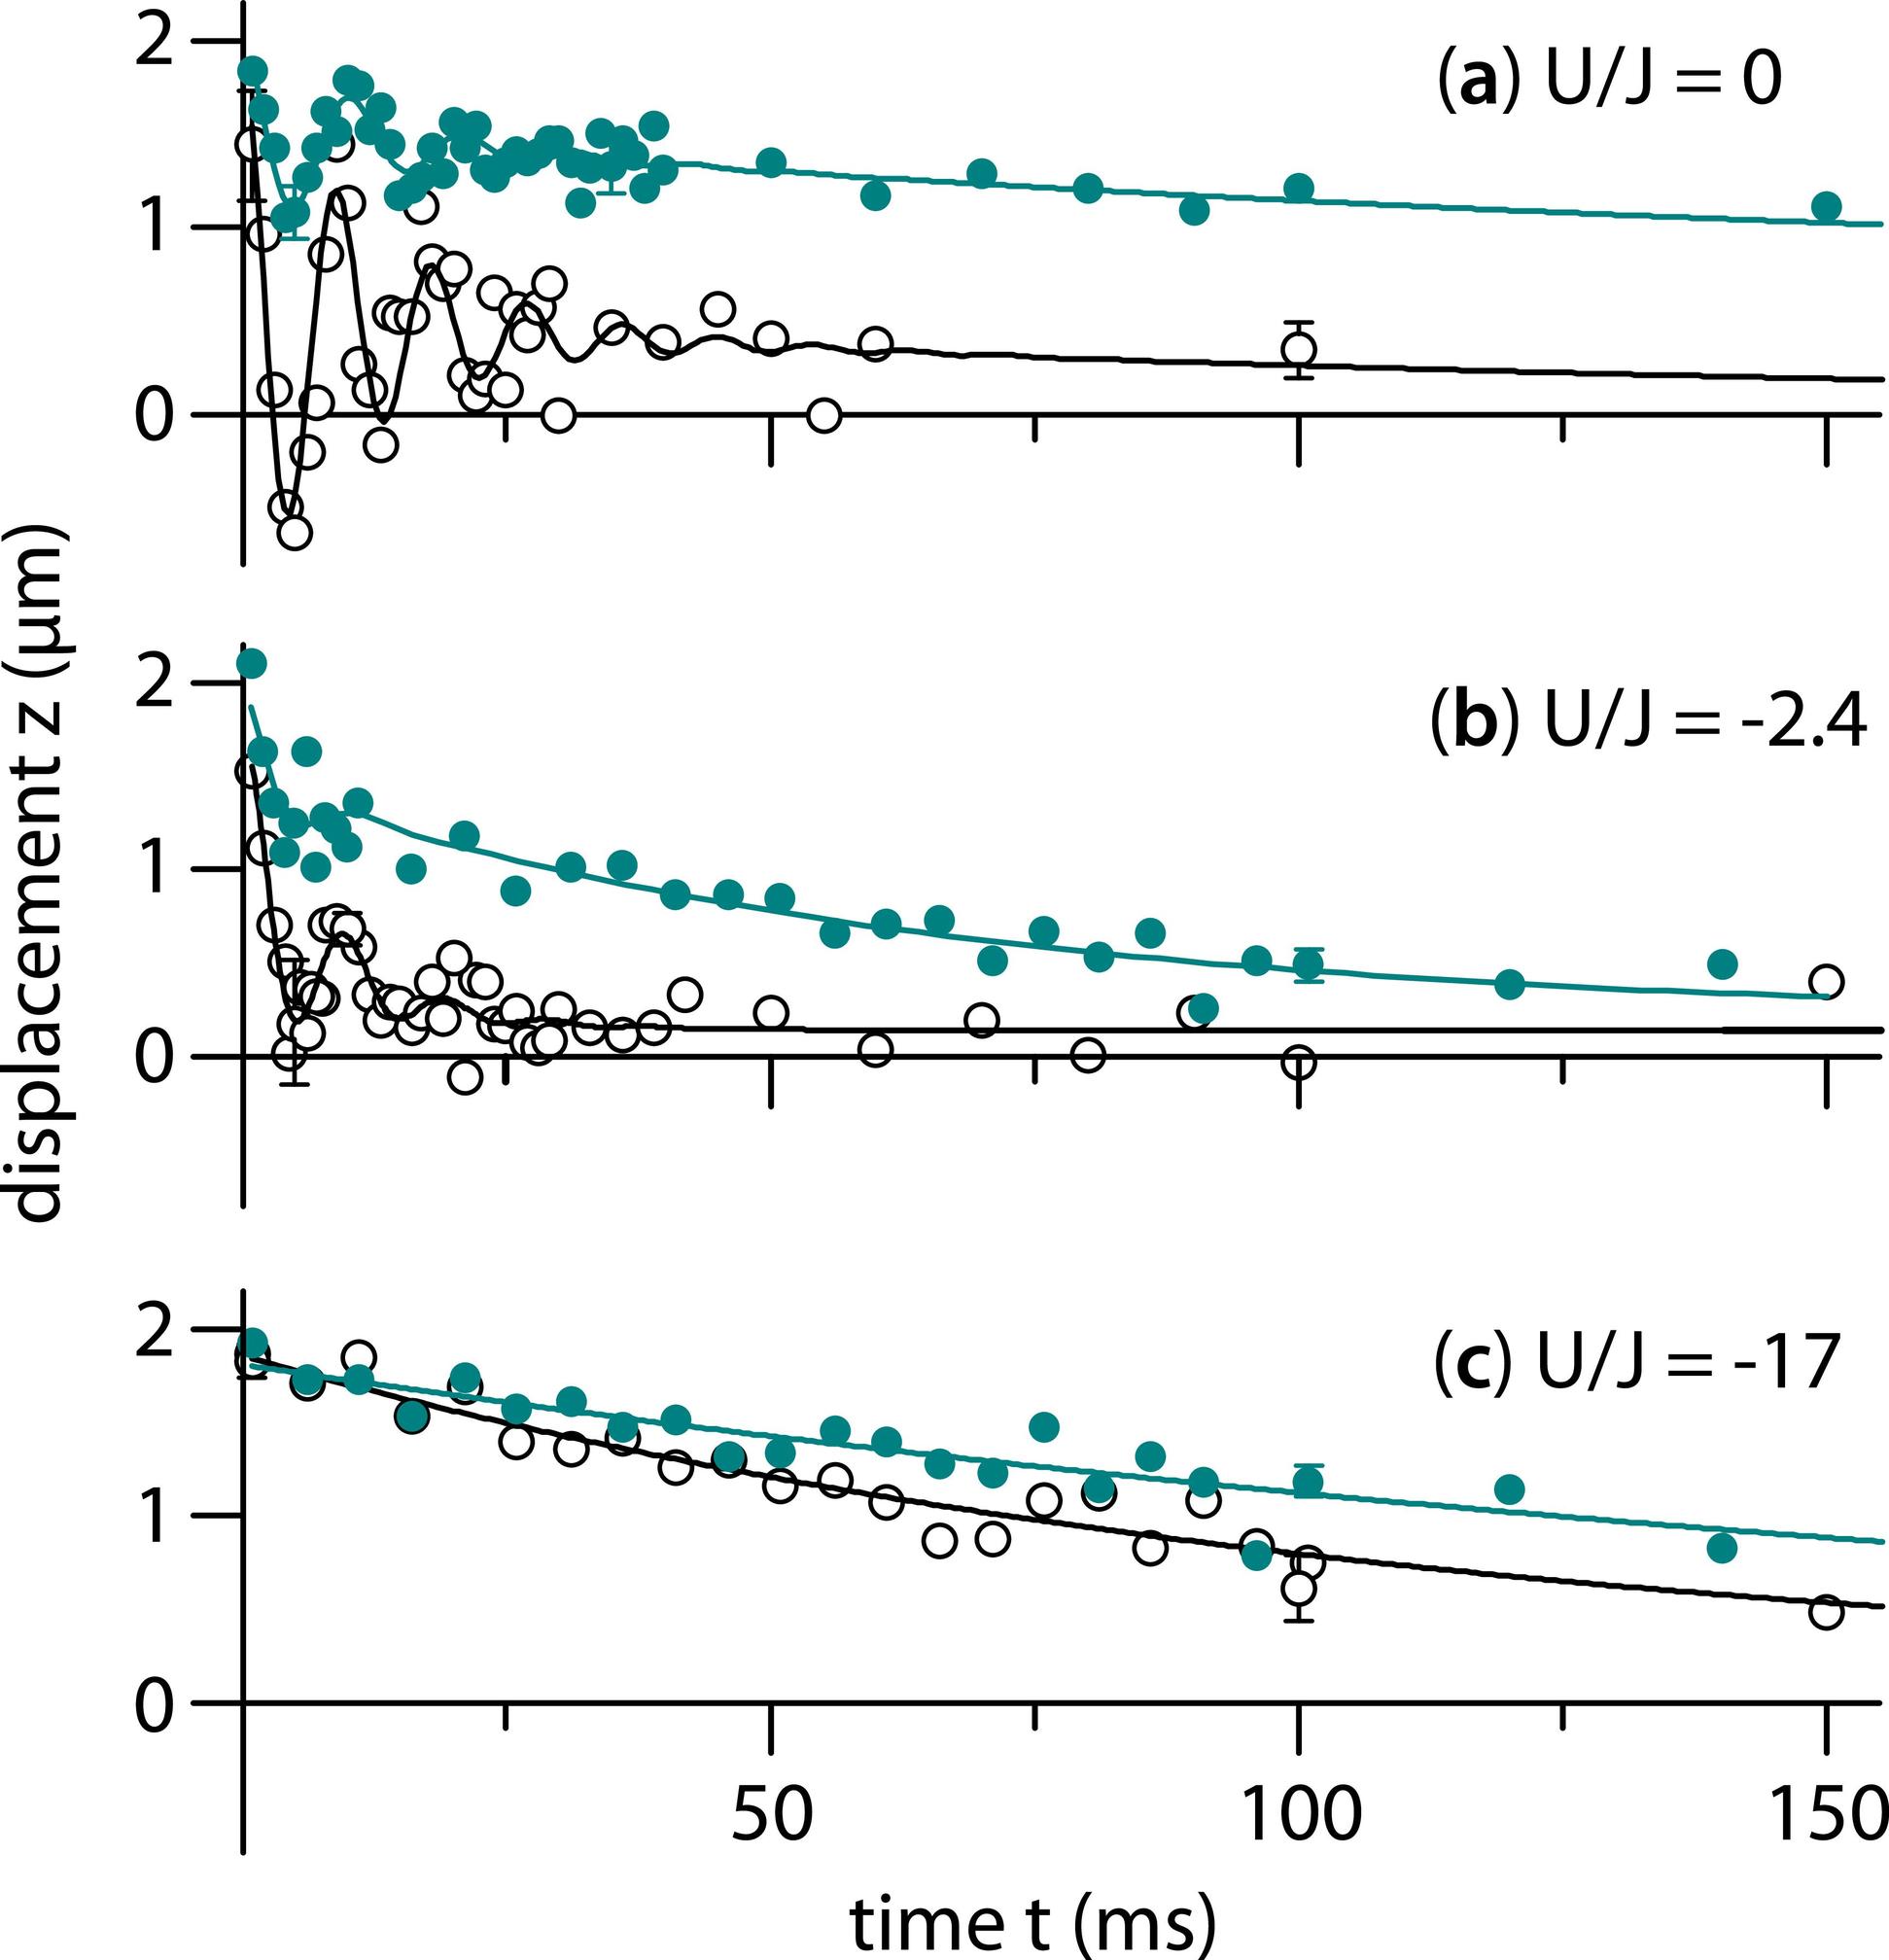 displacement z (µm)
2
(a) U/J = 0
1
0
2
(b) U/J = -2.4
1
0
2
(c) U/J = -17
1
0
50 100 150
time t (ms)